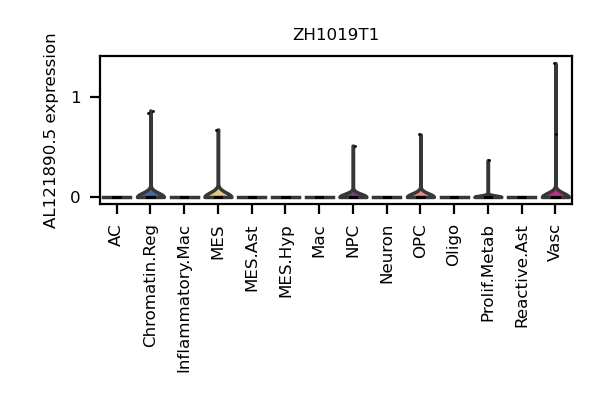 ZH1019T1
AL121890.5 expression
1
0
AC
Chromatin.Reg
Inflammatory.Mac
MES
MES.Ast
MES.Hyp
Mac
NPC
Neuron
OPC
Oligo
Prolif.Metab
Reactive.Ast
Vasc